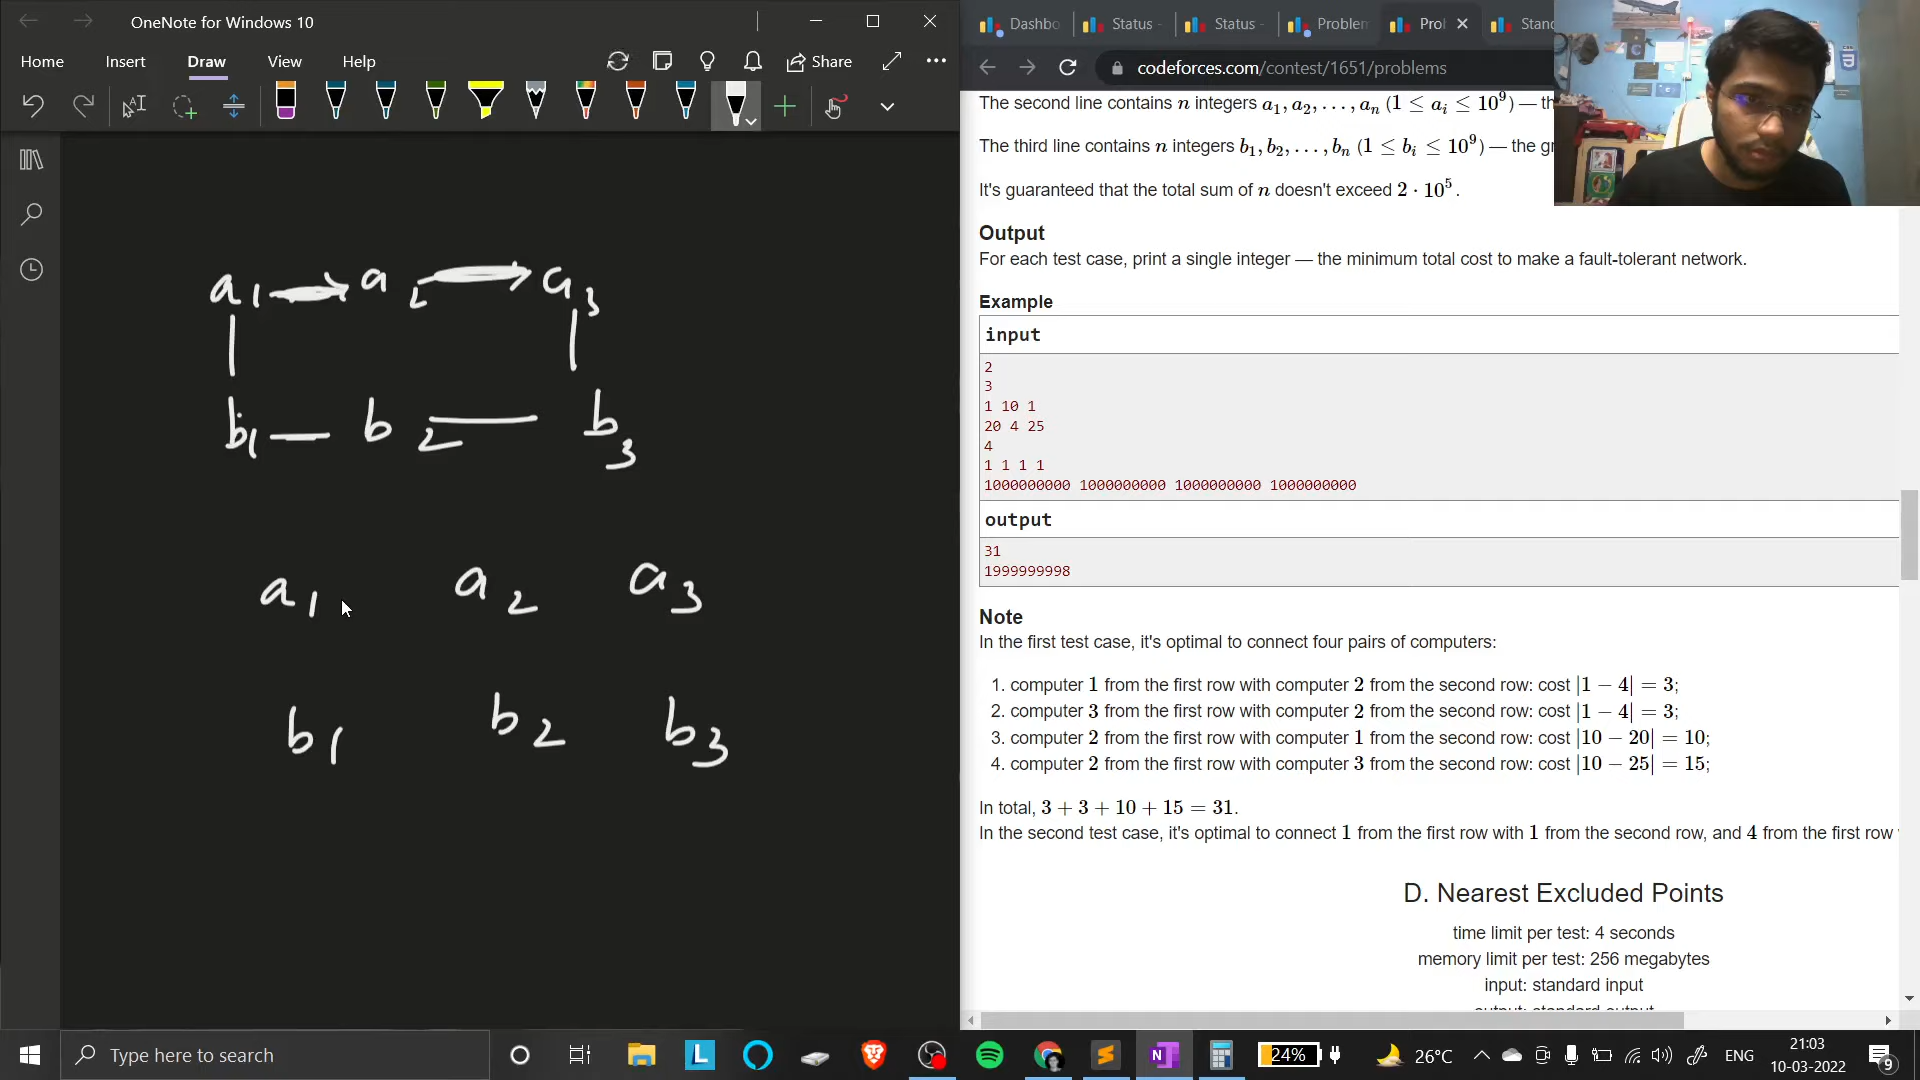 OneNote for Windows 10
Home Insert Draw View Help Share
a1 a2 a3
b1 b2 b3
a1 a2 a3
b1 b2 b3
Dashbo Status - Status - Problem Prol Stand
codeforces.com/contest/1651/problems
The second line contains n integers a₁, a₂, …, aₙ (1 ≤ aᵢ ≤ 10⁹) — th
The third line contains n integers b₁, b₂, …, bₙ (1 ≤ bᵢ ≤ 10⁹) — the gr
It's guaranteed that the total sum of n doesn't exceed 2 · 10⁵.
Output
For each test case, print a single integer — the minimum total cost to make a fault-tolerant network.
Example
input
2
3
1 10 1
20 4 25
4
1 1 1 1
1000000000 1000000000 1000000000 1000000000
output
31
1999999998
Note
In the first test case, it's optimal to connect four pairs of computers:
1. computer 1 from the first row with computer 2 from the second row: cost |1 − 4| = 3;
2. computer 3 from the first row with computer 2 from the second row: cost |1 − 4| = 3;
3. computer 2 from the first row with computer 1 from the second row: cost |10 − 20| = 10;
4. computer 2 from the first row with computer 3 from the second row: cost |10 − 25| = 15;
In total, 3 + 3 + 10 + 15 = 31.
In the second test case, it's optimal to connect 1 from the first row with 1 from the second row, and 4 from the first row
D. Nearest Excluded Points
time limit per test: 4 seconds
memory limit per test: 256 megabytes
input: standard input
Type here to search
24% 26°C ENG
21:03
10-03-2022
9